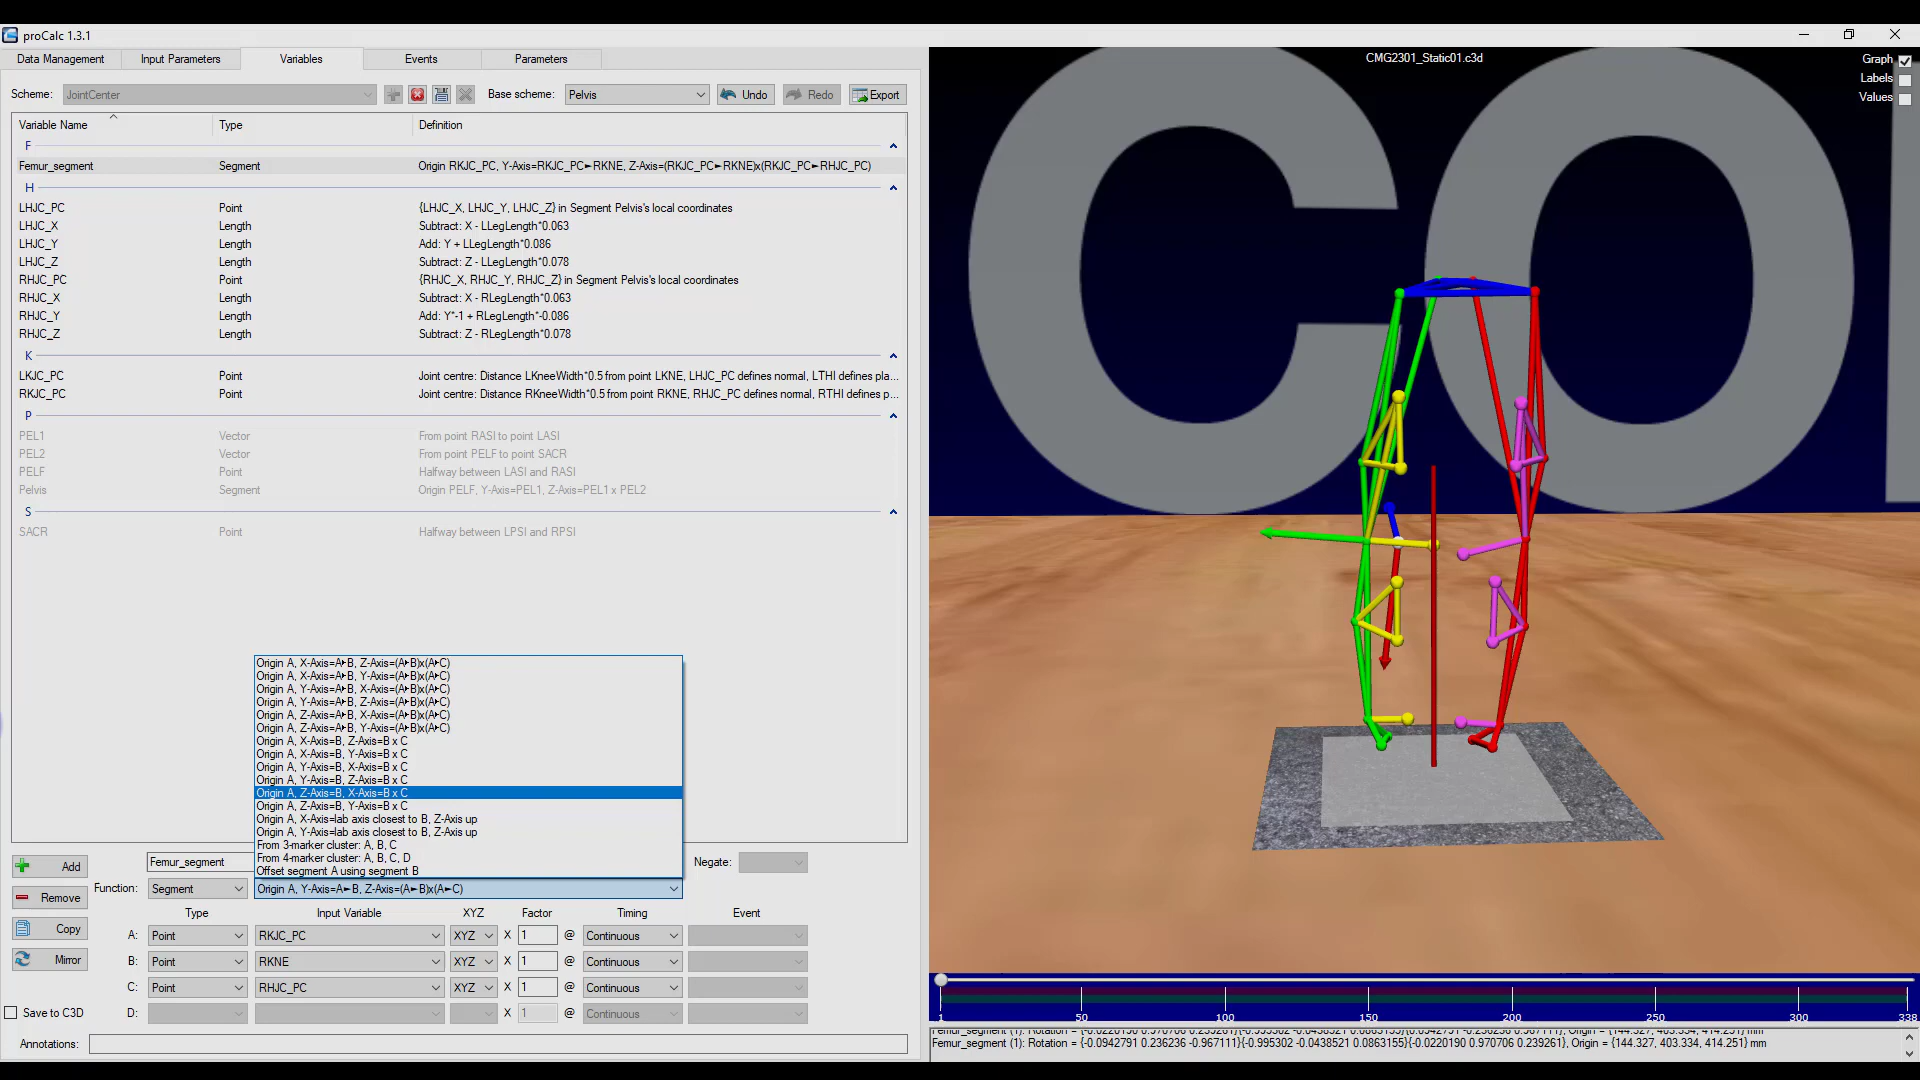 proCalc 1.3.1
Data Management
Input Parameters
Variables
Events
Parameters
Scheme:
JointCenter
Base scheme:
Pelvis
Undo
Redo
Export
Variable Name
Type
Definition
F
Femur_segment
Segment
Origin RKJC_PC, Y-Axis=RKJC_PC►RKNE, Z-Axis=(RKJC_PC►RKNE)x(RKJC_PC►RHJC_PC)
H
LHJC_PC
Point
{LHJC_X, LHJC_Y, LHJC_Z} in Segment Pelvis's local coordinates
LHJC_X
Length
Subtract: X - LLegLength*0.063
LHJC_Y
Length
Add: Y + LLegLength*0.086
LHJC_Z
Length
Subtract: Z - LLegLength*0.078
RHJC_PC
Point
{RHJC_X, RHJC_Y, RHJC_Z} in Segment Pelvis's local coordinates
RHJC_X
Length
Subtract: X - RLegLength*0.063
RHJC_Y
Length
Add: Y*-1 + RLegLength*-0.086
RHJC_Z
Length
Subtract: Z - RLegLength*0.078
K
LKJC_PC
Point
Joint centre: Distance LKneeWidth*0.5 from point LKNE, LHJC_PC defines normal, LTHI defines pla...
RKJC_PC
Point
Joint centre: Distance RKneeWidth*0.5 from point RKNE, RHJC_PC defines normal, RTHI defines p...
P
PEL1
Vector
From point RASI to point LASI
PEL2
Vector
From point PELF to point SACR
PELF
Point
Halfway between LASI and RASI
Pelvis
Segment
Origin PELF, Y-Axis=PEL1, Z-Axis=PEL1 x PEL2
S
SACR
Point
Halfway between LPSI and RPSI
Origin A, X-Axis=A►B, Z-Axis=(A►B)x(A►C)
Origin A, X-Axis=A►B, Y-Axis=(A►B)x(A►C)
Origin A, Y-Axis=A►B, X-Axis=(A►B)x(A►C)
Origin A, Y-Axis=A►B, Z-Axis=(A►B)x(A►C)
Origin A, Z-Axis=A►B, X-Axis=(A►B)x(A►C)
Origin A, Z-Axis=A►B, Y-Axis=(A►B)x(A►C)
Origin A, X-Axis=B, Z-Axis=B x C
Origin A, X-Axis=B, Y-Axis=B x C
Origin A, Y-Axis=B, X-Axis=B x C
Origin A, Y-Axis=B, Z-Axis=B x C
Origin A, Z-Axis=B, X-Axis=B x C
Origin A, Z-Axis=B, Y-Axis=B x C
Origin A, X-Axis=lab axis closest to B, Z-Axis up
Origin A, Y-Axis=lab axis closest to B, Z-Axis up
From 3-marker cluster: A, B, C
From 4-marker cluster: A, B, C, D
Offset segment A using segment B
Add
Femur_segment
Negate:
Remove
Function:
Segment
Origin A, Y-Axis=A►B, Z-Axis=(A►B)x(A►C)
Type
Input Variable
XYZ
Factor
Timing
Event
Copy
A:
Point
RKJC_PC
XYZ
X
1
@
Continuous
Mirror
B:
Point
RKNE
XYZ
X
1
@
Continuous
C:
Point
RHJC_PC
XYZ
X
1
@
Continuous
Save to C3D
D:
X
1
@
Continuous
Annotations:
CMG2301_Static01.c3d
Graph
Labels
Values
CO
1
50
100
150
200
250
300
338
Femur_segment (1): Rotation = {-0.0942791 0.236236 -0.967111}{-0.995302 -0.0438521 0.0863155}{-0.0220190 0.970706 0.239261}, Origin = {144.327, 403.334, 414.251} mm